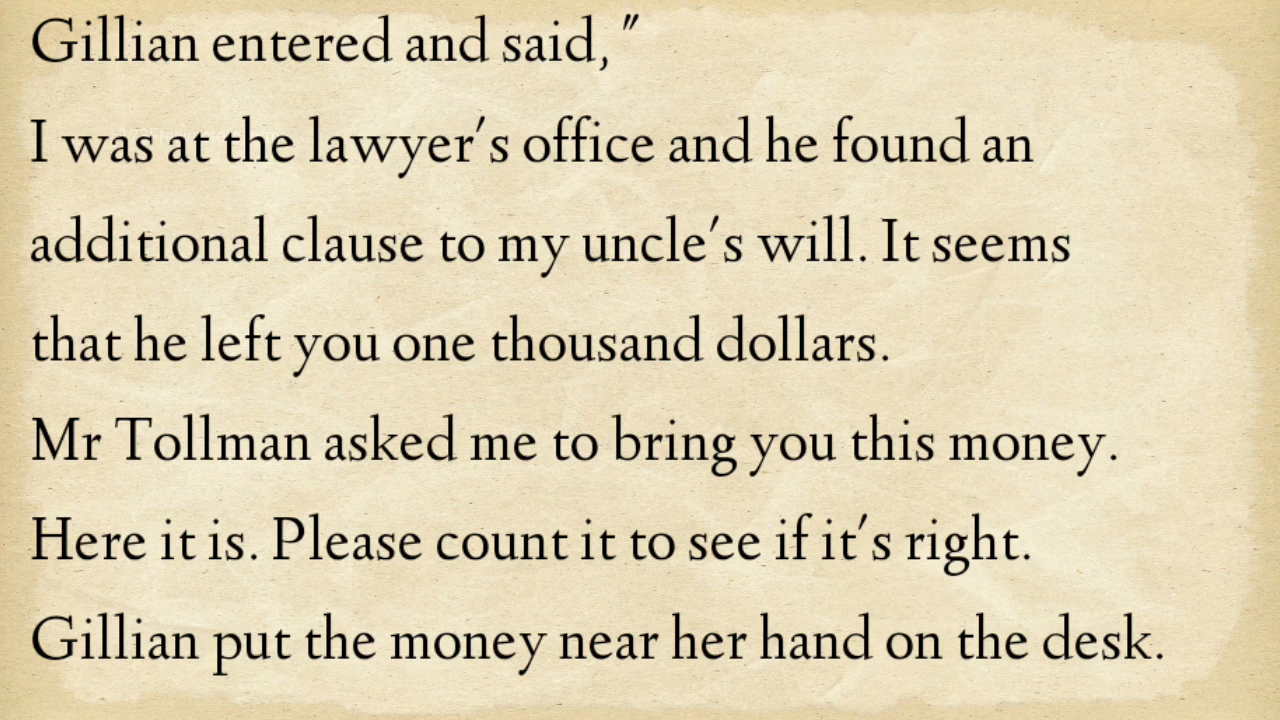 Gillian entered and said, "
I was at the lawyer's office and he found an
additional clause to my uncle's will. It seems
that he left you one thousand dollars.
Mr Tollman asked me to bring you this money.
Here it is. Please count it to see if it's right.
Gillian put the money near her hand on the desk.